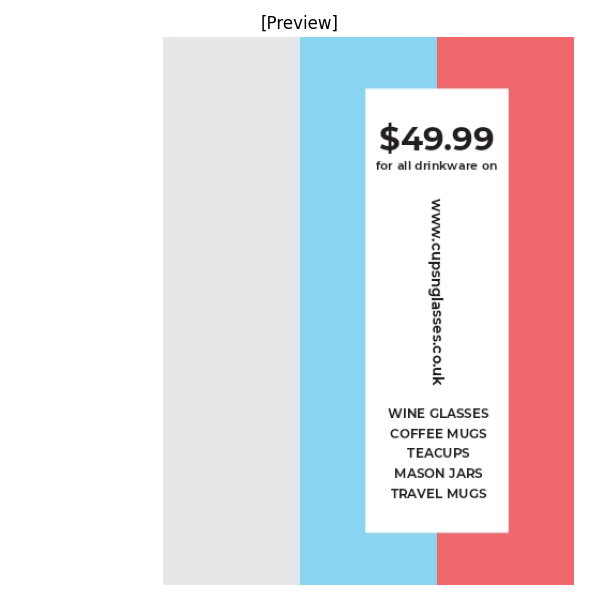 [Preview]
$49.99
for all drinkware on
www.cupsnglasses.co.uk
WINE GLASSES
COFFEE MUGS
TEACUPS
MASON JARS
TRAVEL MUGS